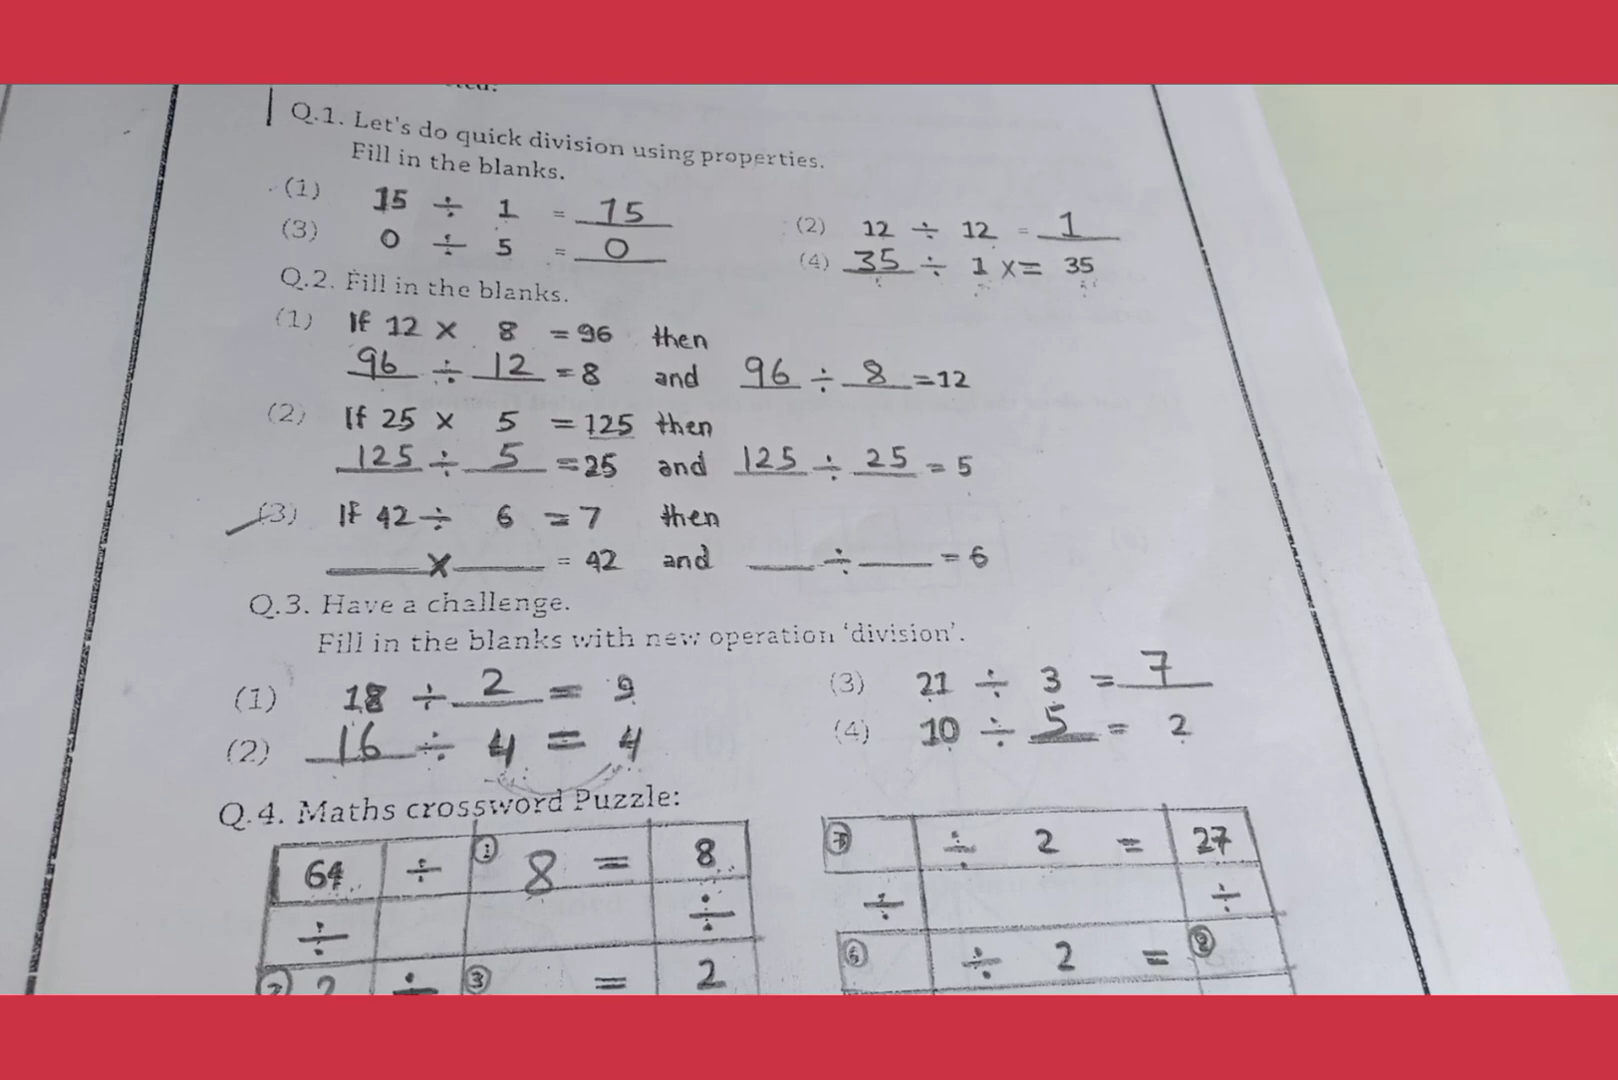 Q.1. Let's do quick division using properties.
Fill in the blanks.
(1) 15 ÷ 1 = 15
(2) 12 ÷ 12 = 1
(3) 0 ÷ 5 = 0
(4) 35 ÷ 1 x = 35
Q.2. Fill in the blanks.
(1) If 12 x 8 = 96 then
96 ÷ 12 = 8 and 96 ÷ 8 = 12
(2) If 25 x 5 = 125 then
125 ÷ 5 = 25 and 125 ÷ 25 = 5
(3) If 42 ÷ 6 = 7 then
____ x ____ = 42 and ____ ÷ ____ = 6
Q.3. Have a challenge.
Fill in the blanks with new operation 'division'.
(1) 18 ÷ 2 = 9
(3) 21 ÷ 3 = 7
(2) 16 ÷ 4 = 4
(4) 10 ÷ 5 = 2
Q.4. Maths crossword Puzzle:
64 ÷ ① 8 = 8
÷ ÷
2 ÷ ③ = 2
÷ 2 = 27
÷ ÷
÷ 2 =